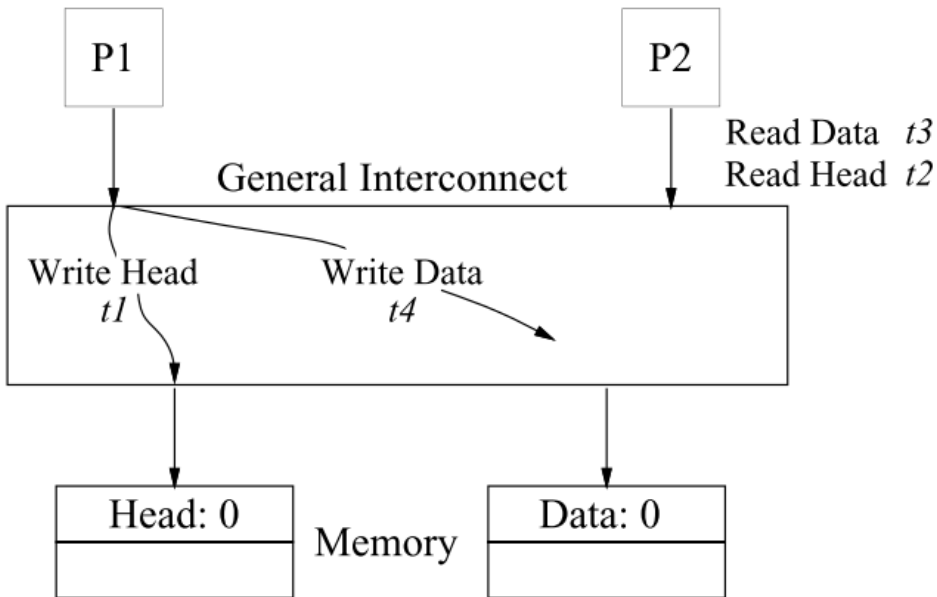 P1
P2
Read Data t3
Read Head t2
General Interconnect
Write Head
t1
Write Data
t4
Head: 0
Data: 0
Memory